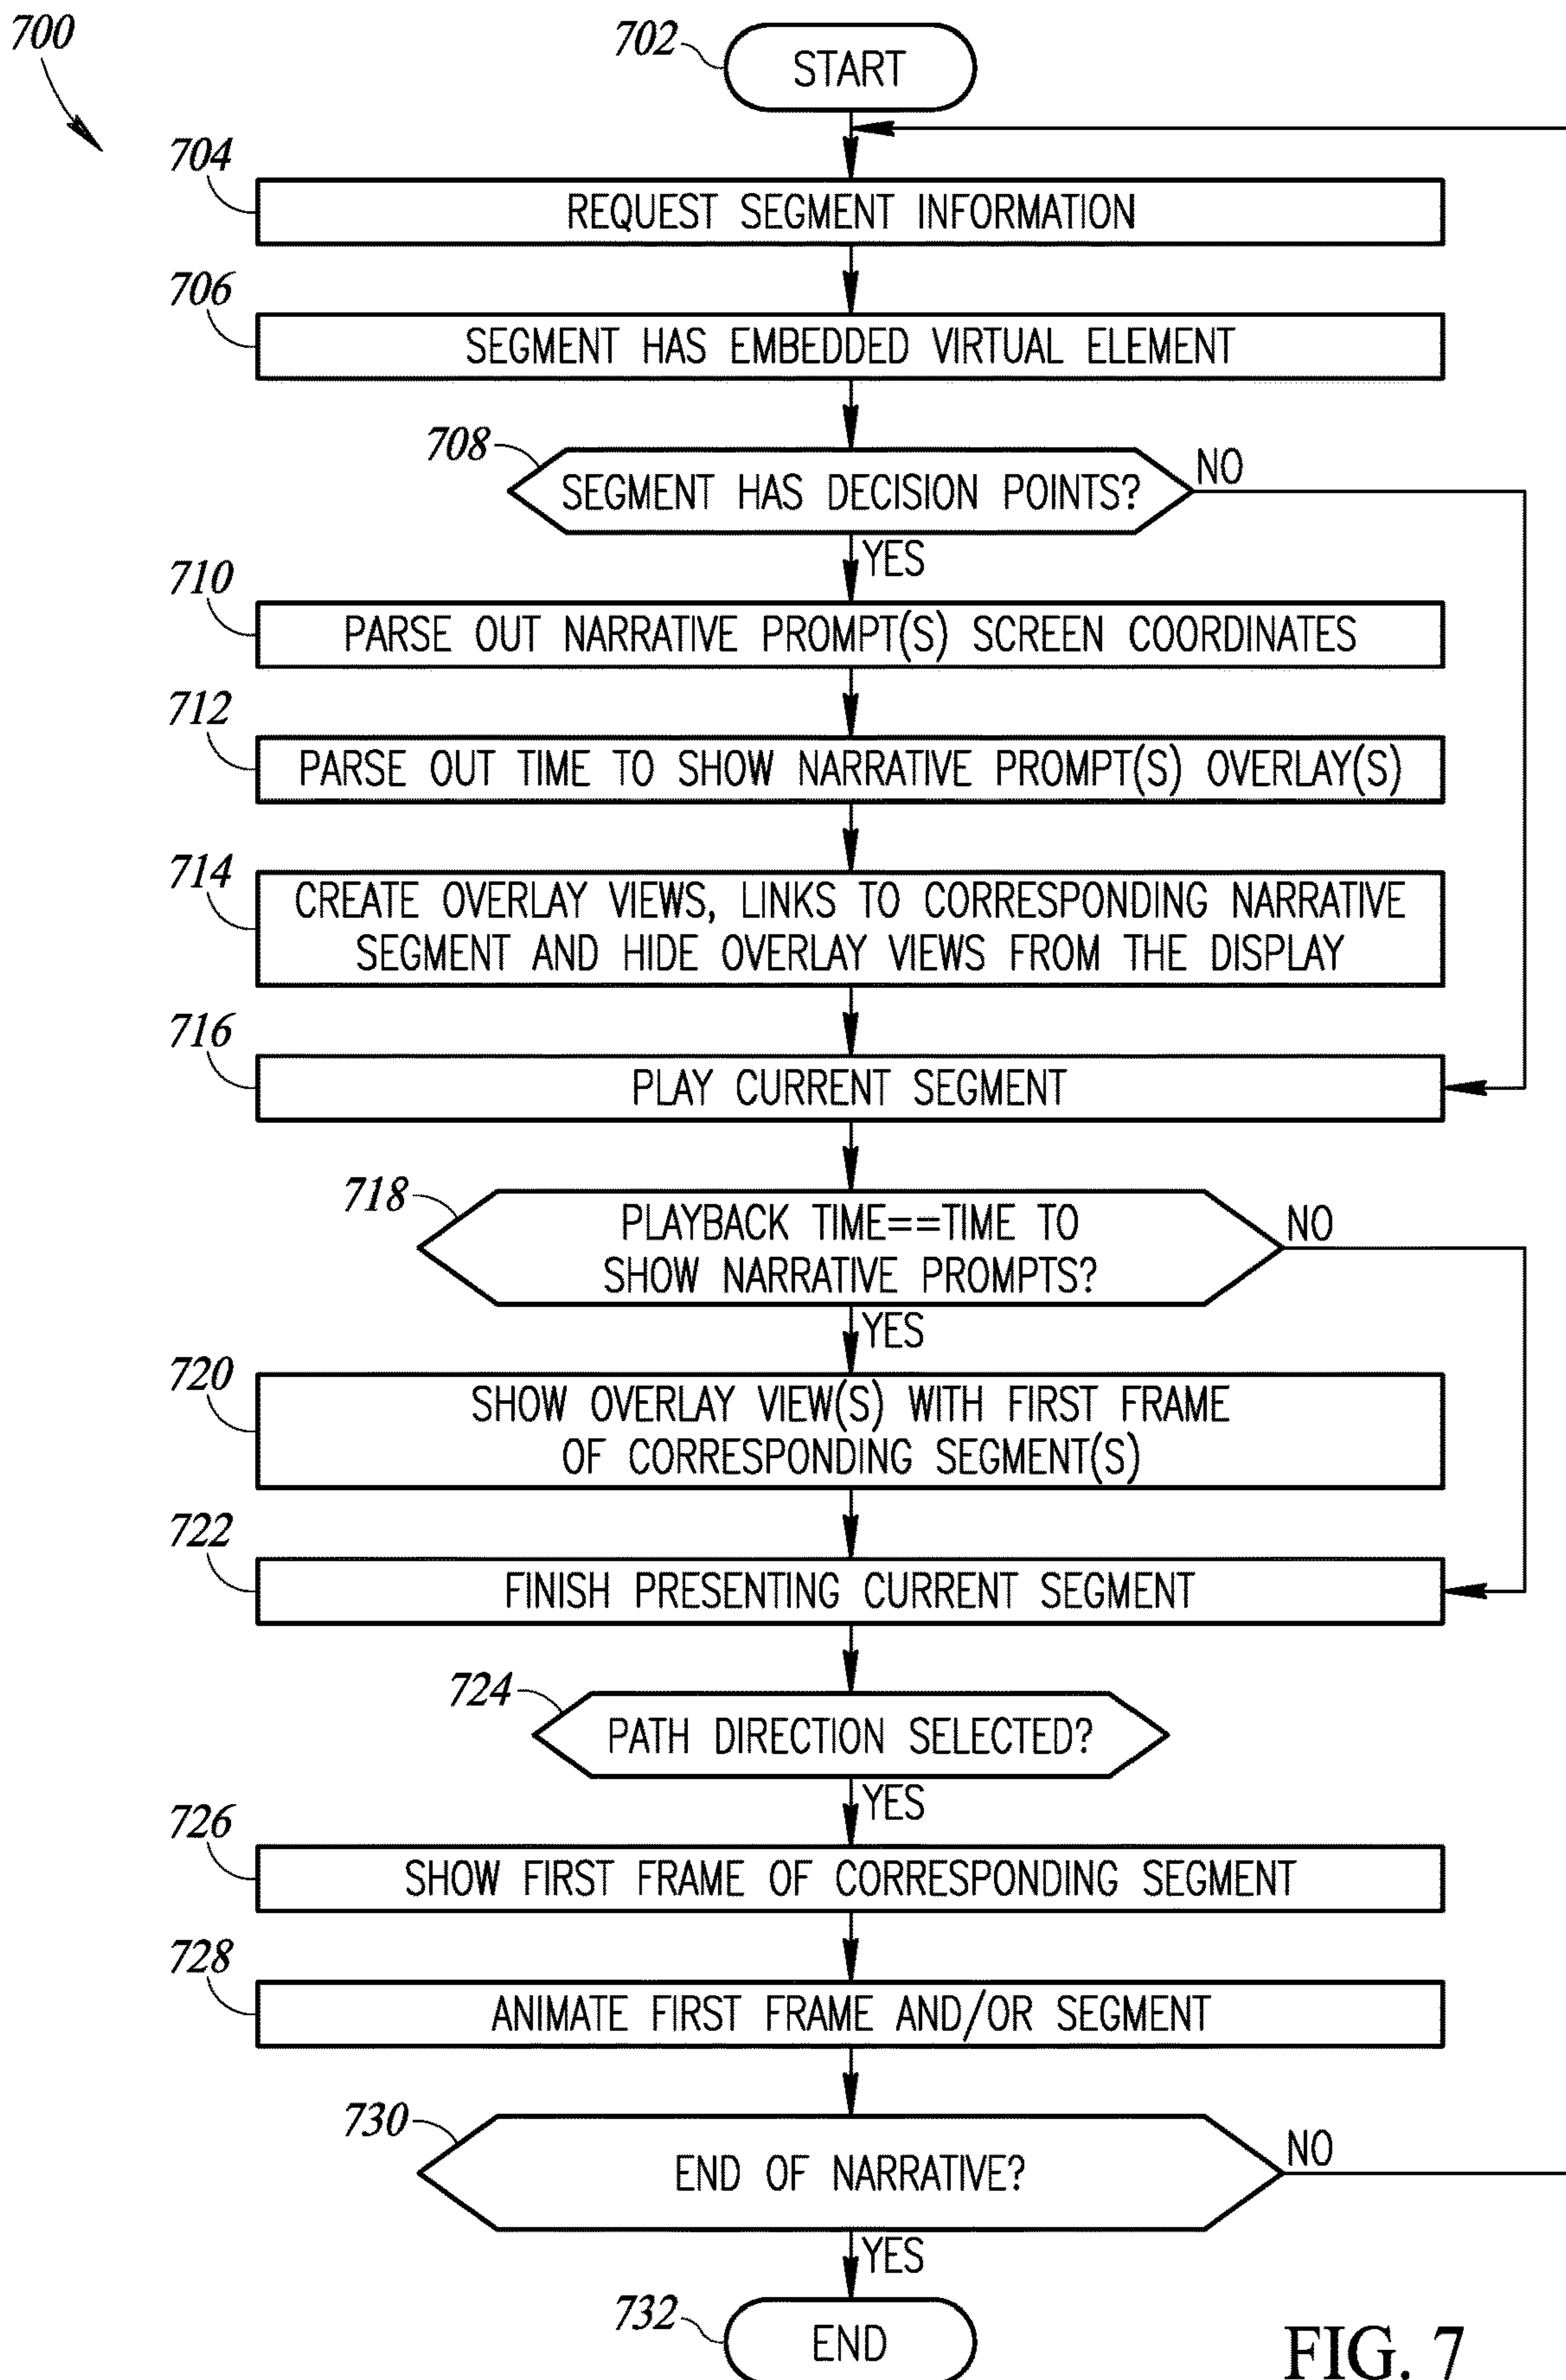 700
702
START
704
REQUEST SEGMENT INFORMATION
706
SEGMENT HAS EMBEDDED VIRTUAL ELEMENT
708
SEGMENT HAS DECISION POINTS?
NO
YES
710
PARSE OUT NARRATIVE PROMPT(S) SCREEN COORDINATES
712
PARSE OUT TIME TO SHOW NARRATIVE PROMPT(S) OVERLAY(S)
714
CREATE OVERLAY VIEWS, LINKS TO CORRESPONDING NARRATIVE
SEGMENT AND HIDE OVERLAY VIEWS FROM THE DISPLAY
716
PLAY CURRENT SEGMENT
718
PLAYBACK TIME==TIME TO
SHOW NARRATIVE PROMPTS?
NO
YES
720
SHOW OVERLAY VIEW(S) WITH FIRST FRAME
OF CORRESPONDING SEGMENT(S)
722
FINISH PRESENTING CURRENT SEGMENT
724
PATH DIRECTION SELECTED?
YES
726
SHOW FIRST FRAME OF CORRESPONDING SEGMENT
728
ANIMATE FIRST FRAME AND/OR SEGMENT
730
END OF NARRATIVE?
NO
YES
732
END
FIG. 7